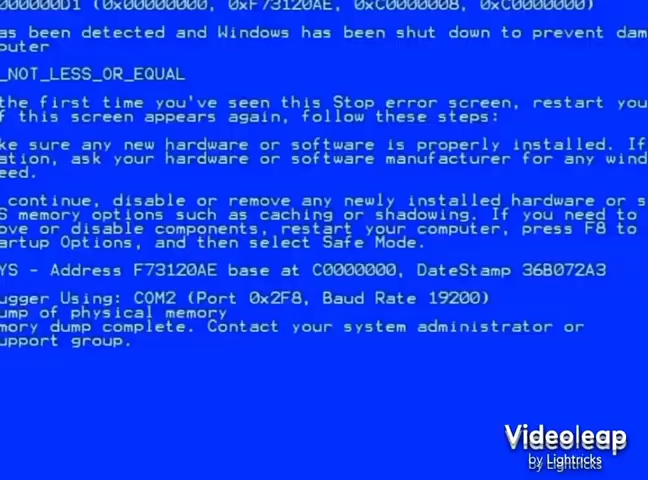 000000D1 (0x00000000, 0xF73120AE, 0xC0000008, 0xC0000000)
as been detected and Windows has been shut down to prevent dam
puter
_NOT_LESS_OR_EQUAL
the first time you've seen this Stop error screen, restart you
f this screen appears again, follow these steps:
ke sure any new hardware or software is properly installed. If
ation, ask your hardware or software manufacturer for any wind
eed.
continue, disable or remove any newly installed hardware or s
S memory options such as caching or shadowing. If you need to
ove or disable components, restart your computer, press F8 to
artup Options, and then select Safe Mode.
YS - Address F73120AE base at C0000000, DateStamp 36B072A3
ugger Using: COM2 (Port 0x2F8, Baud Rate 19200)
ump of physical memory
mory dump complete. Contact your system administrator or
upport group.
Videoleap
by Lightricks